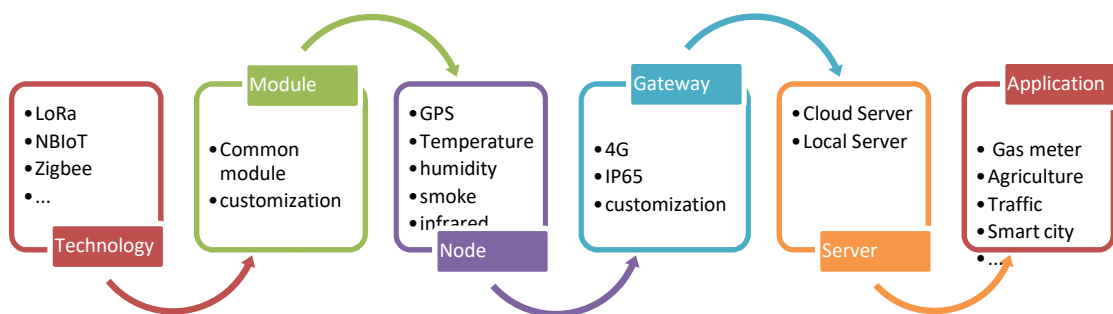 Technology
• LoRa
• NBIoT
• Zigbee
• ...
Module
• Common
module
• customization
Node
• GPS
• Temperature
• humidity
• smoke
• infrared
Gateway
• 4G
• IP65
• customization
Server
• Cloud Server
• Local Server
Application
• Gas meter
• Agriculture
• Traffic
• Smart city
• ...